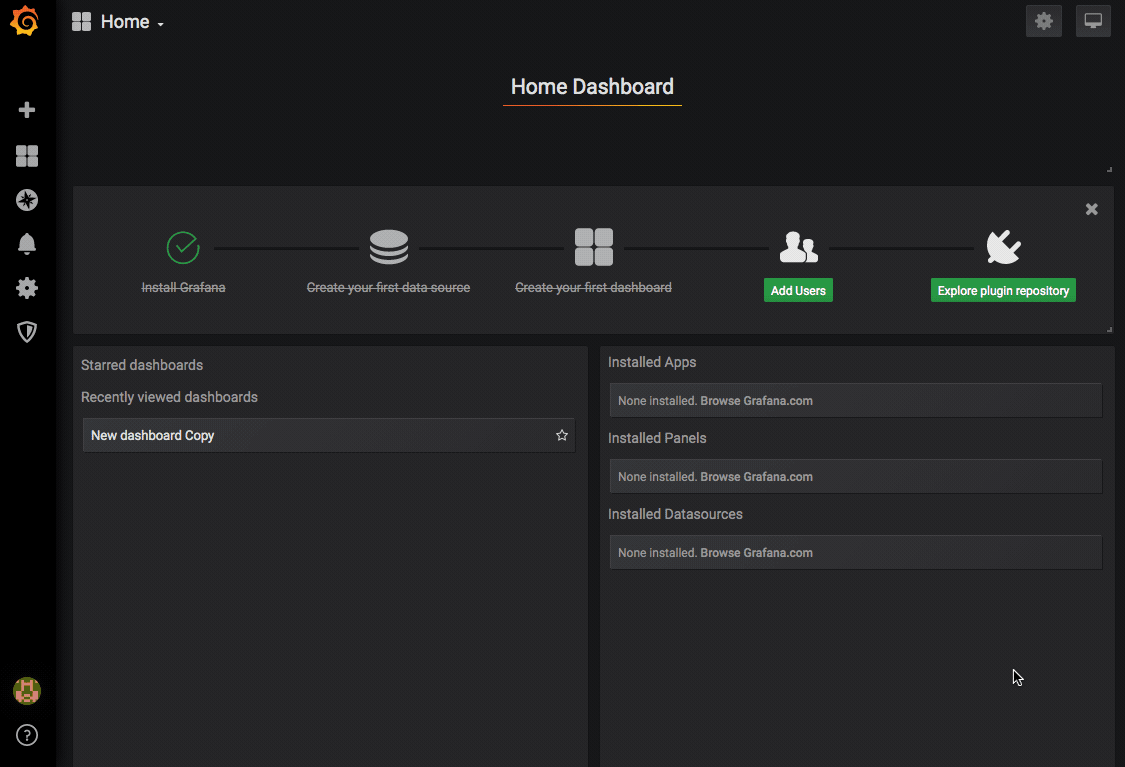 Home
Home Dashboard
Install Grafana
Create your first data source
Create your first dashboard
Add Users
Explore plugin repository
Starred dashboards
Recently viewed dashboards
New dashboard Copy
Installed Apps
None installed. Browse Grafana.com
Installed Panels
None installed. Browse Grafana.com
Installed Datasources
None installed. Browse Grafana.com
?